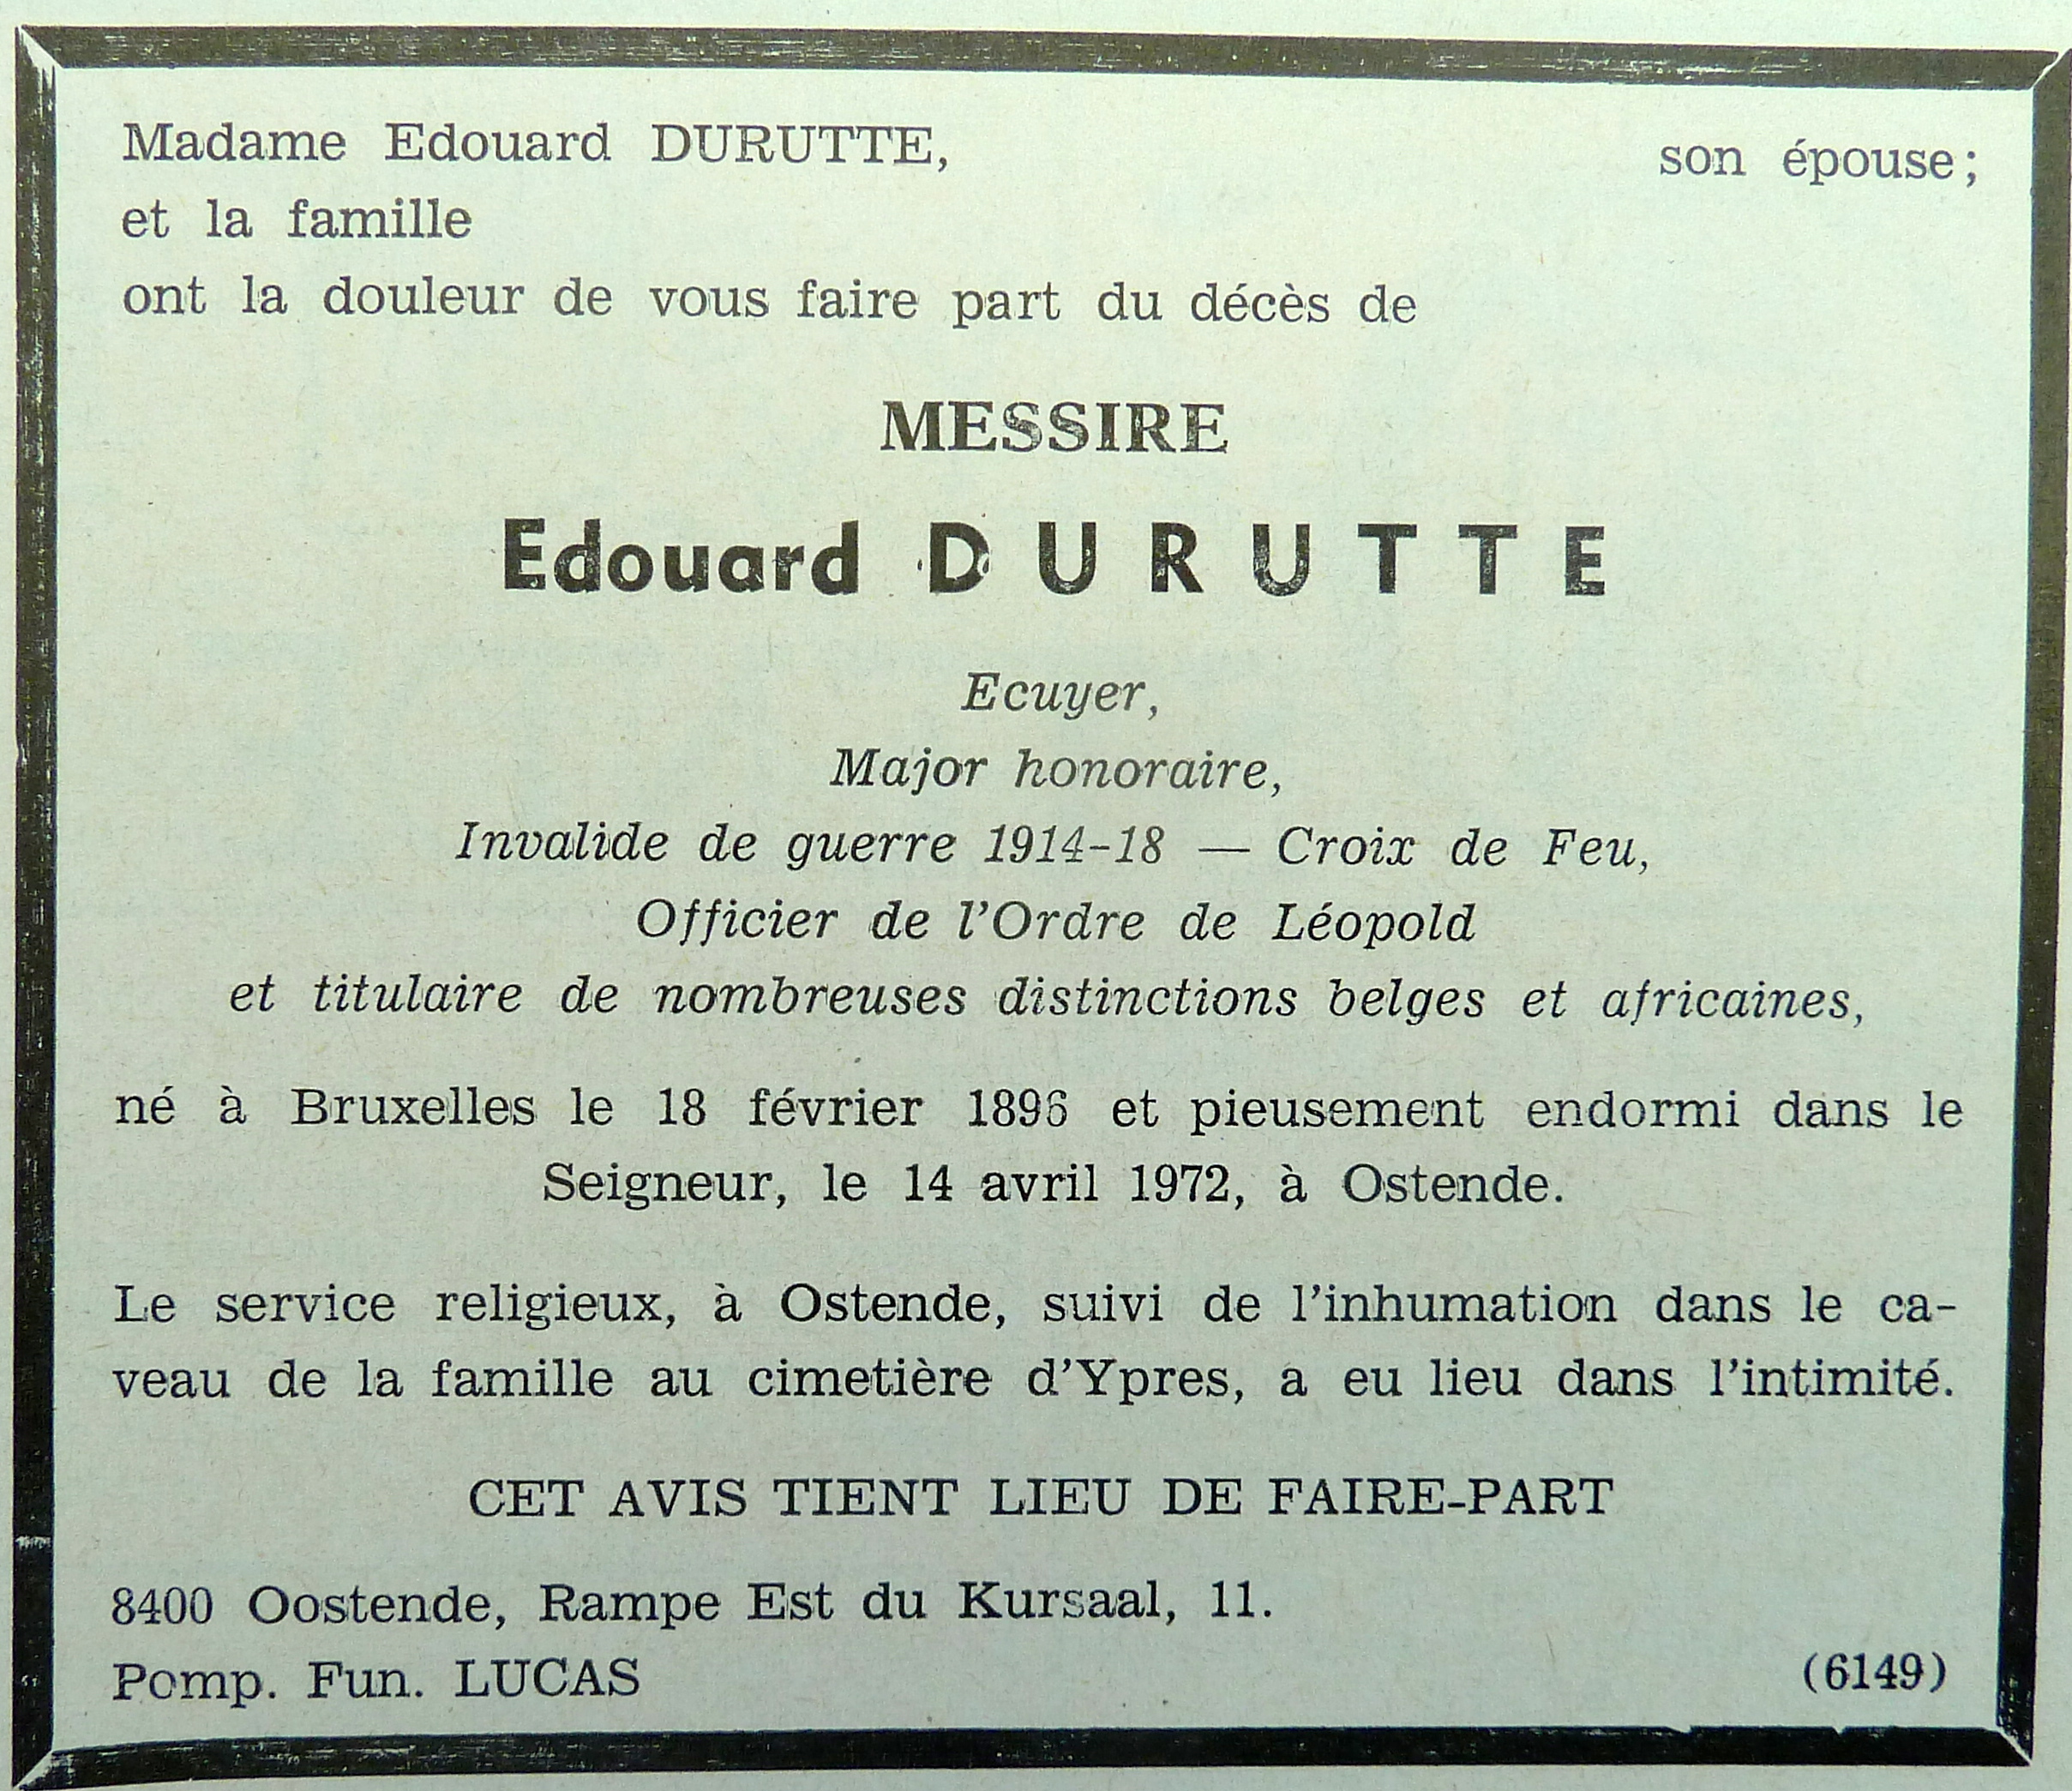 Madame Edouard DURUTTE, son épouse;
et la famille
ont la douleur de vous faire part du décès de
MESSIRE
Edouard DURUTTE
Ecuyer,
Major honoraire,
Invalide de guerre 1914-18 — Croix de Feu,
Officier de l'Ordre de Léopold
et titulaire de nombreuses distinctions belges et africaines,
né à Bruxelles le 18 février 1896 et pieusement endormi dans le
Seigneur, le 14 avril 1972, à Ostende.
Le service religieux, à Ostende, suivi de l'inhumation dans le ca-
veau de la famille au cimetière d'Ypres, a eu lieu dans l'intimité.
CET AVIS TIENT LIEU DE FAIRE-PART
8400 Oostende, Rampe Est du Kursaal, 11.
Pomp. Fun. LUCAS (6149)